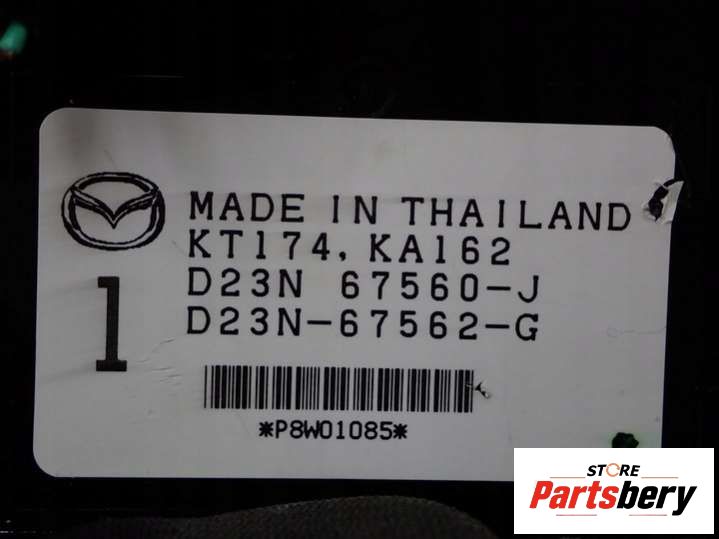 MADE IN THAILAND
KT174, KA162
D23N 67560-J
D23N-67562-G
1
*P8W01085*
STORE
Partsbery